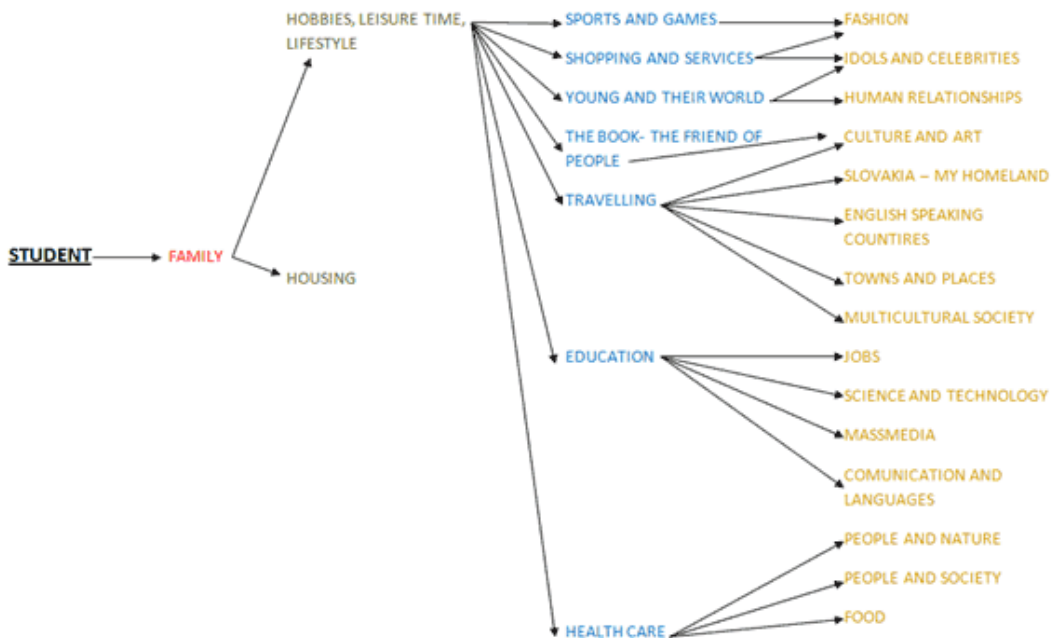 HOBBIES, LEISURE TIME,
LIFESTYLE
STUDENT
FAMILY
HOUSING
SPORTS AND GAMES
SHOPPING AND SERVICES
YOUNG AND THEIR WORLD
THE BOOK- THE FRIEND OF
PEOPLE
TRAVELLING
EDUCATION
HEALTH CARE
FASHION
IDOLS AND CELEBRITIES
HUMAN RELATIONSHIPS
CULTURE AND ART
SLOVAKIA – MY HOMELAND
ENGLISH SPEAKING
COUNTIRES
TOWNS AND PLACES
MULTICULTURAL SOCIETY
JOBS
SCIENCE AND TECHNOLOGY
MASSMEDIA
COMUNICATION AND
LANGUAGES
PEOPLE AND NATURE
PEOPLE AND SOCIETY
FOOD